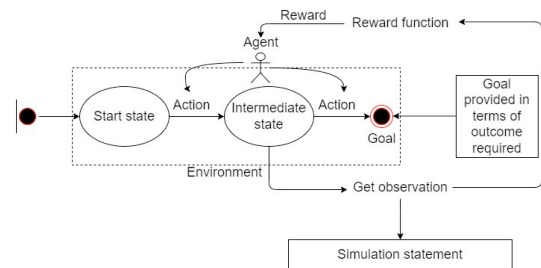 Reward
Reward function
Agent
Start state
Action
Intermediate
state
Action
Goal
Goal
provided in
terms of
outcome
required
Environment
Get observation
Simulation statement